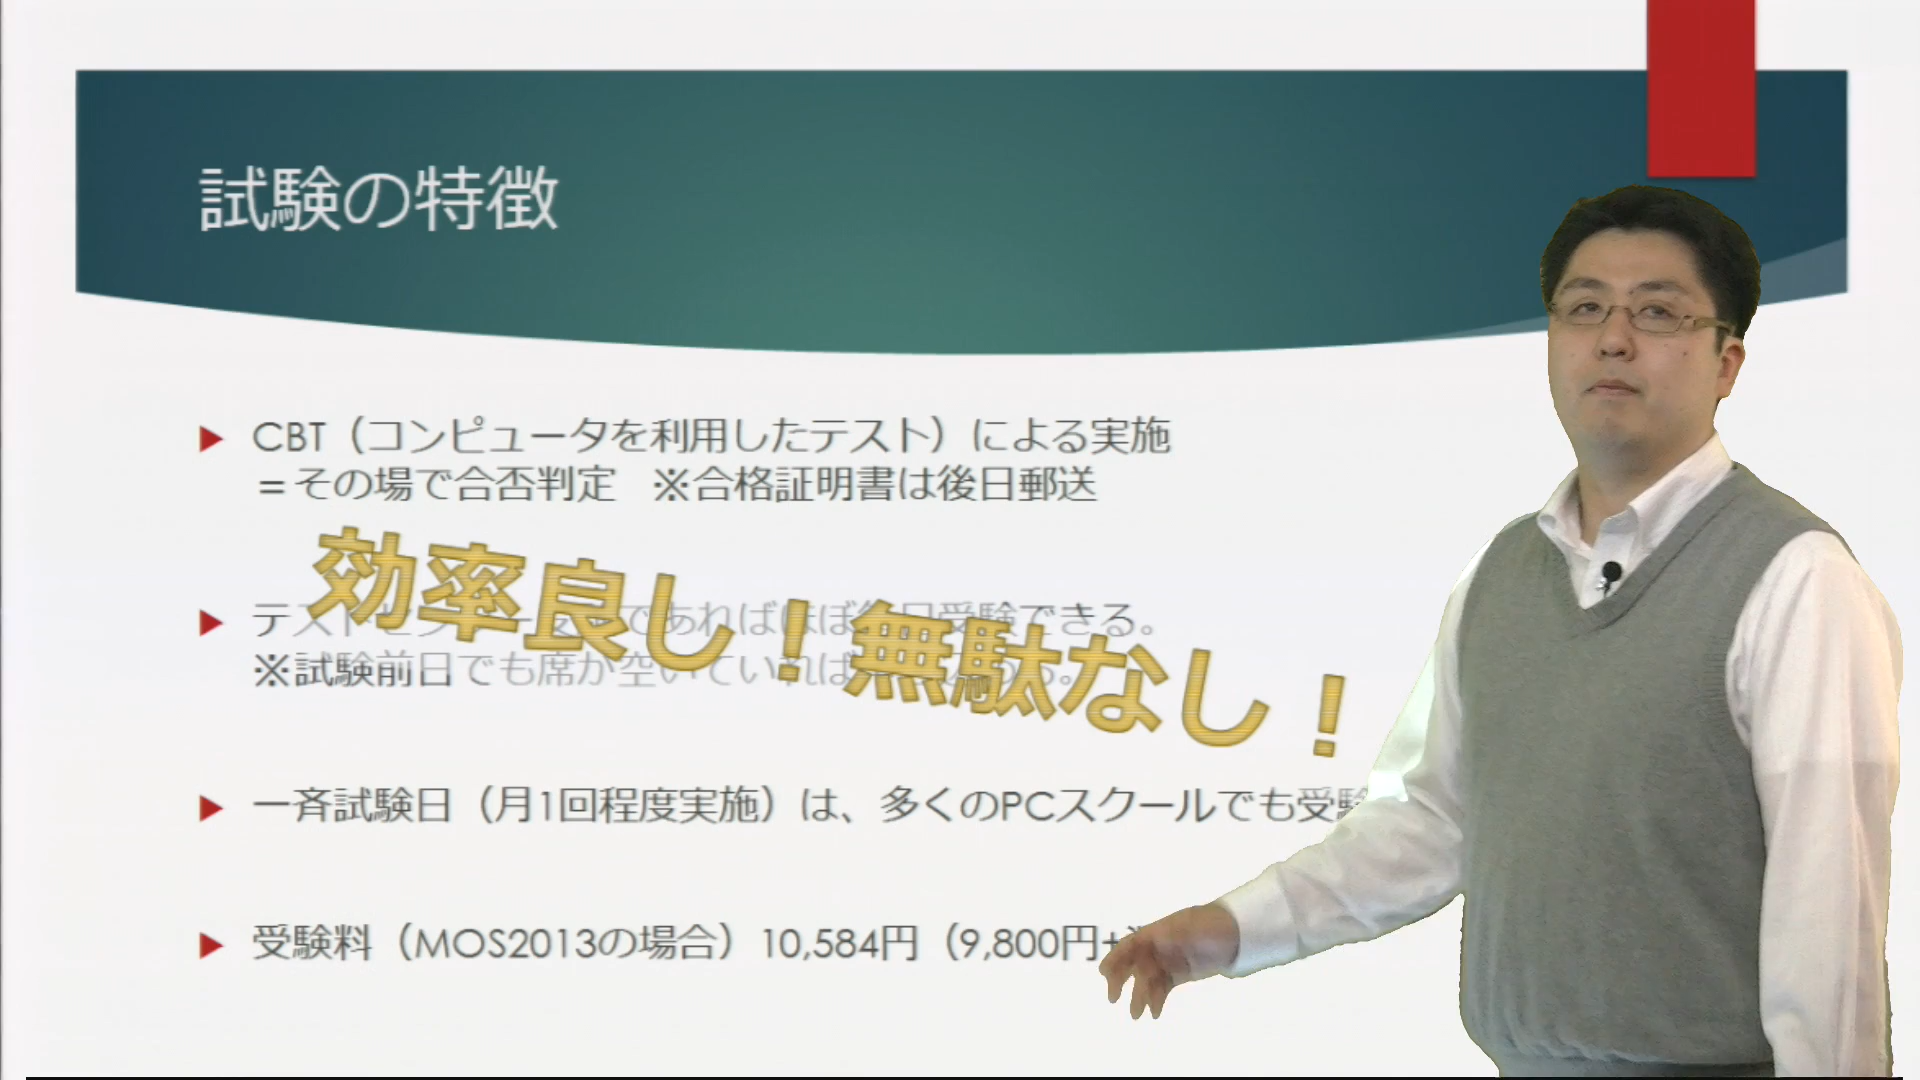 試験の特徴
CBT（コンピュータを利用したテスト）による実施
＝その場で合否判定　※合格証明書は後日郵送
効率良し！無駄なし！
であればほぼ毎日受験できる。
※試験前日でも席が空いていれば
一斉試験日（月1回程度実施）は、多くのPCスクールでも受験
受験料（MOS2013の場合）10,584円（9,800円+